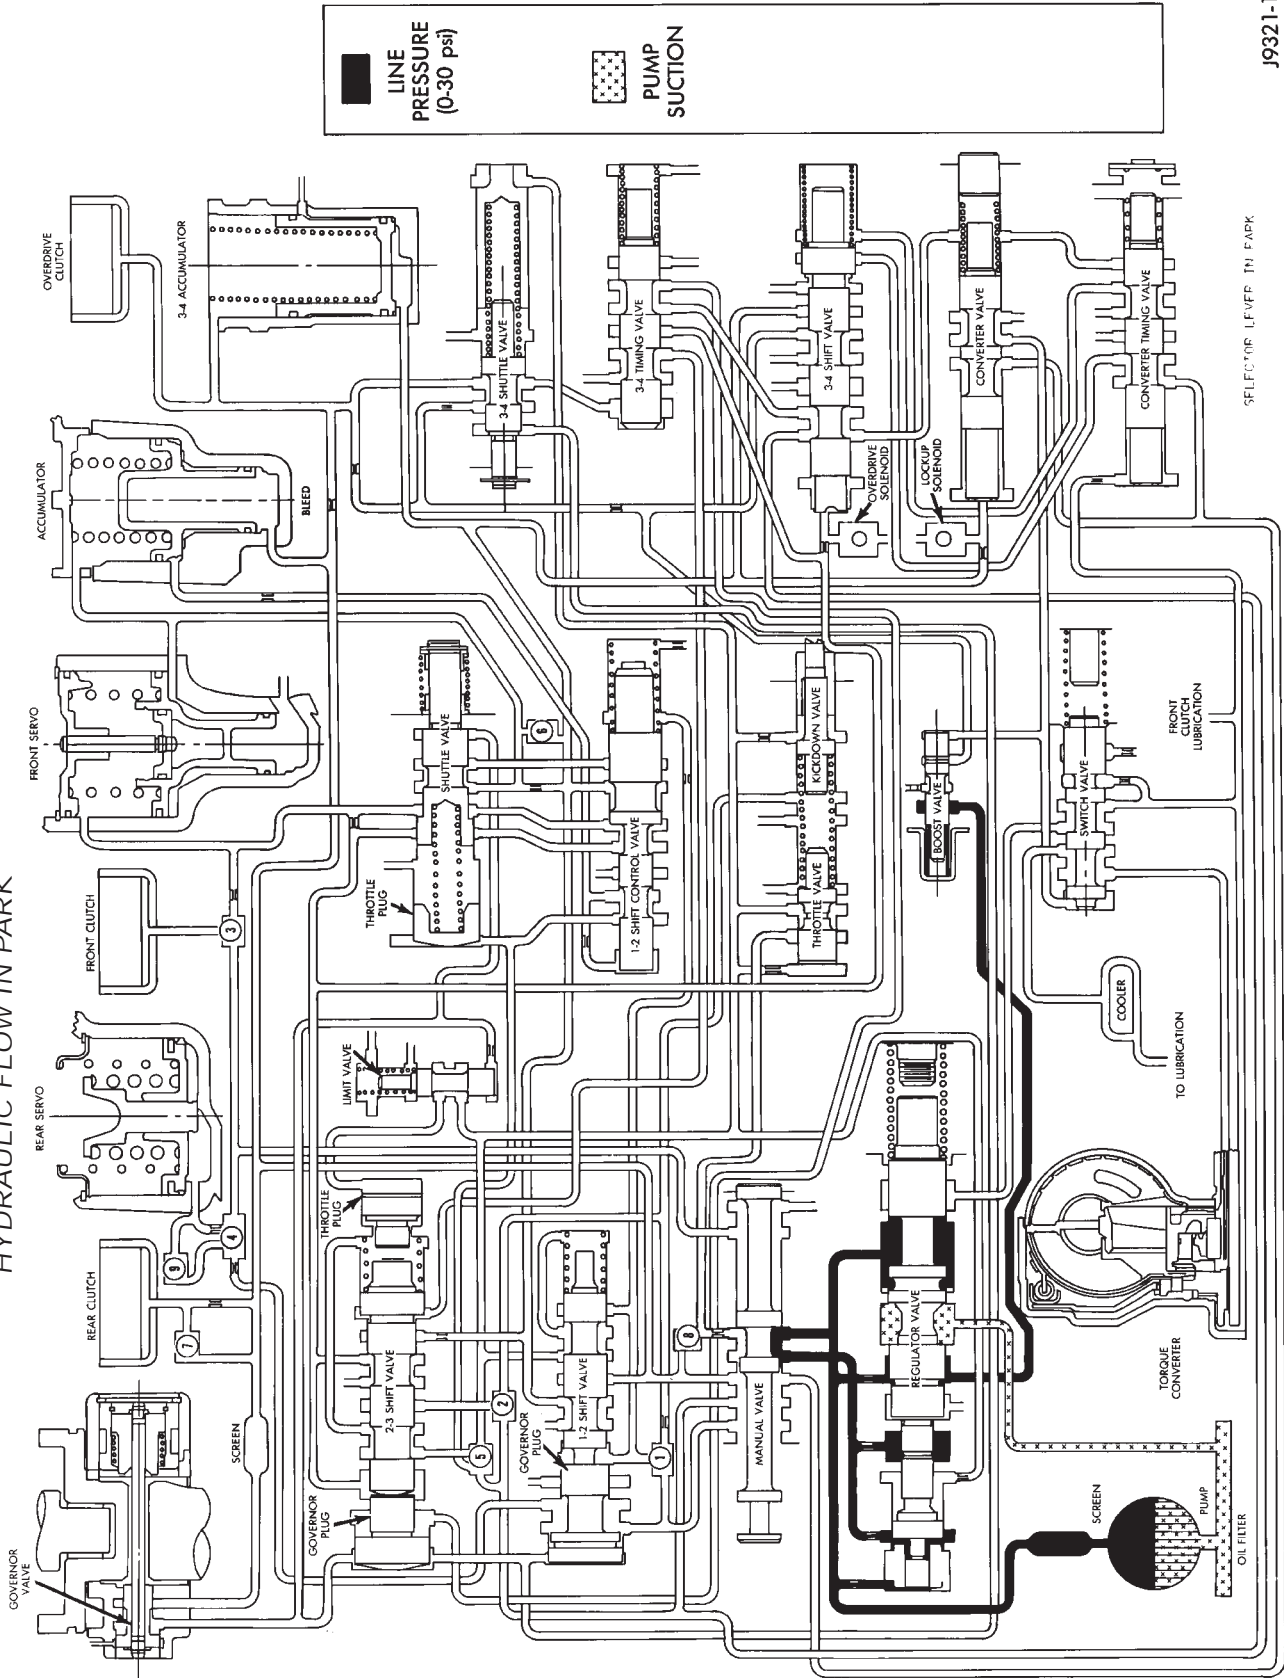 HYDRAULIC FLOW IN PARK
LINE
PRESSURE
(0-30 psi)
PUMP
SUCTION
J9321-1
SELECTOR LEVER IN PARK
GOVERNOR
VALVE
REAR CLUTCH
REAR SERVO
FRONT CLUTCH
FRONT SERVO
ACCUMULATOR
OVERDRIVE
CLUTCH
3-4 ACCUMULATOR
BLEED
SCREEN
7
9
4
3
6
GOVERNOR
PLUG
2-3 SHIFT VALVE
THROTTLE
PLUG
LIMIT VALVE
THROTTLE
PLUG
SHUTTLE VALVE
3-4 SHUTTLE VALVE
5
2
GOVERNOR
PLUG
1-2 SHIFT VALVE
1-2 SHIFT CONTROL VALVE
3-4 TIMING VALVE
1
8
MANUAL VALVE
THROTTLE VALVE
KICKDOWN VALVE
3-4 SHIFT VALVE
OVERDRIVE
SOLENOID
LOCKUP
SOLENOID
REGULATOR VALVE
BOOST VALVE
CONVERTER VALVE
SWITCH VALVE
CONVERTER TIMING VALVE
COOLER
TO LUBRICATION
FRONT
CLUTCH
LUBRICATION
TORQUE
CONVERTER
SCREEN
PUMP
OIL FILTER